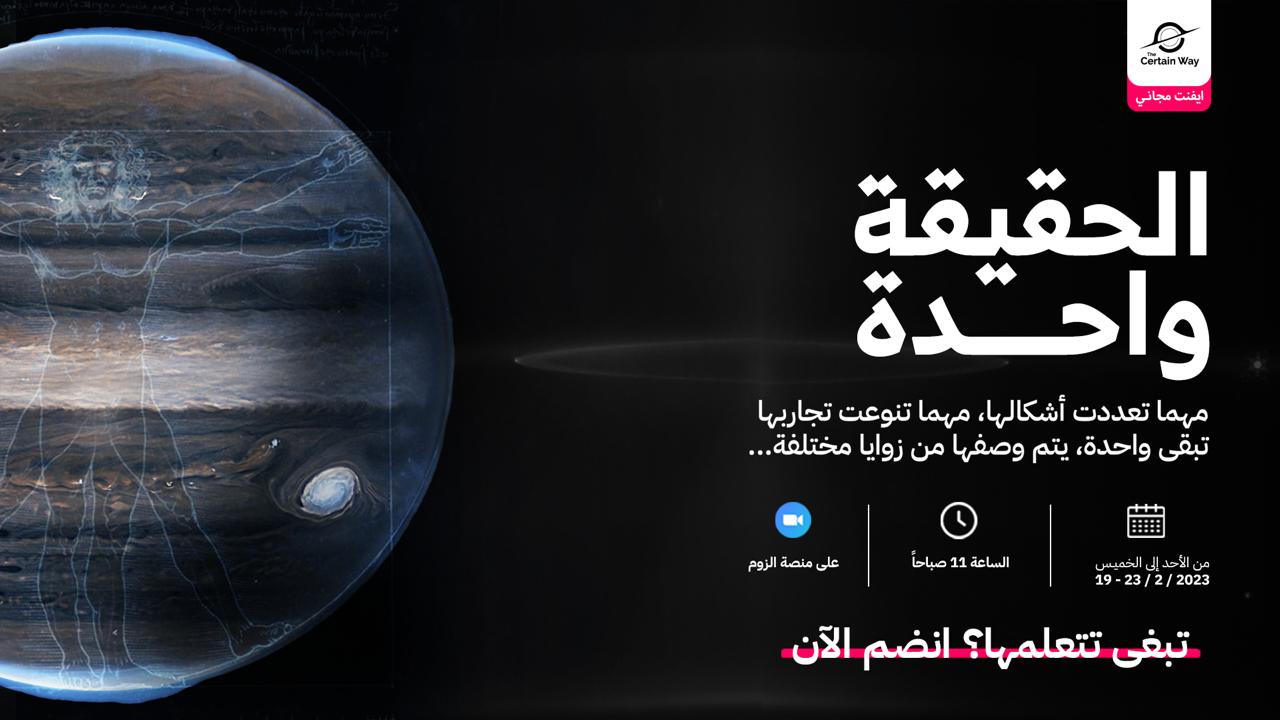 The
Certain Way
ايفنت مجاني
الحقيقة
واحـــدة
مهما تعددت أشكالها، مهما تنوعت تجاربها
تبقى واحدة، يتم وصفها من زوايا مختلفة...
من الأحد إلى الخميس
19 - 23 / 2 / 2023
الساعة 11 صباحاً
على منصة الزوم
تبغى تتعلمها؟ انضم الآن